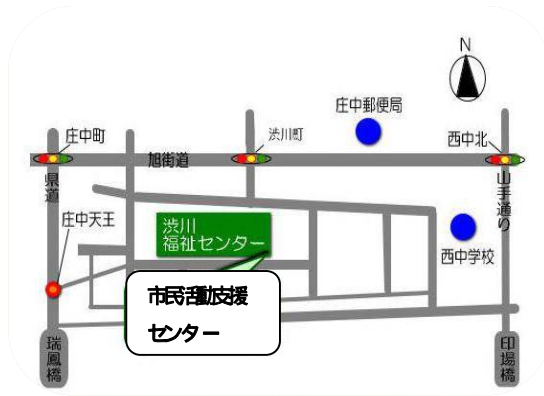 N
庄中郵便局
庄中町
渋川町
西中北
旭街道
県道
山手通り
庄中天王
渋川
福祉センター
西中学校
市民活動支援
センター
瑞鳳橋
印場橋